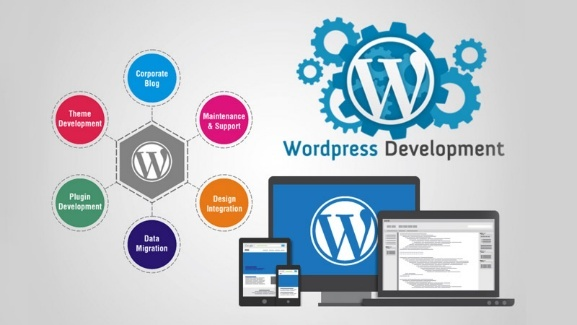 Corporate
Blog
Theme
Development
Maintenance
& Support
Plugin
Development
Design
Integration
Data
Migration
Wordpress Development